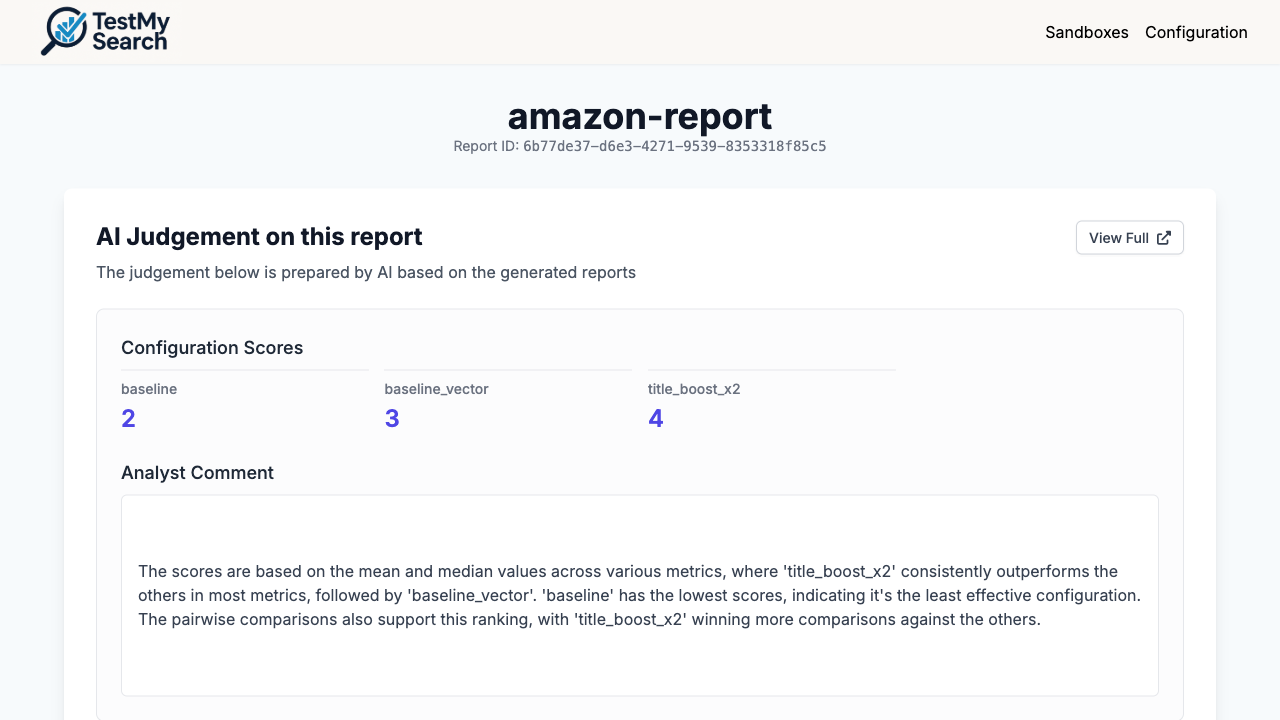 TestMy
Search
Sandboxes Configuration
amazon-report
Report ID: 6b77de37-d6e3-4271-9539-8353318f85c5
AI Judgement on this report
View Full
The judgement below is prepared by AI based on the generated reports
Configuration Scores
baseline baseline_vector title_boost_x2
2 3 4
Analyst Comment
The scores are based on the mean and median values across various metrics, where 'title_boost_x2' consistently outperforms the
others in most metrics, followed by 'baseline_vector'. 'baseline' has the lowest scores, indicating it's the least effective configuration.
The pairwise comparisons also support this ranking, with 'title_boost_x2' winning more comparisons against the others.